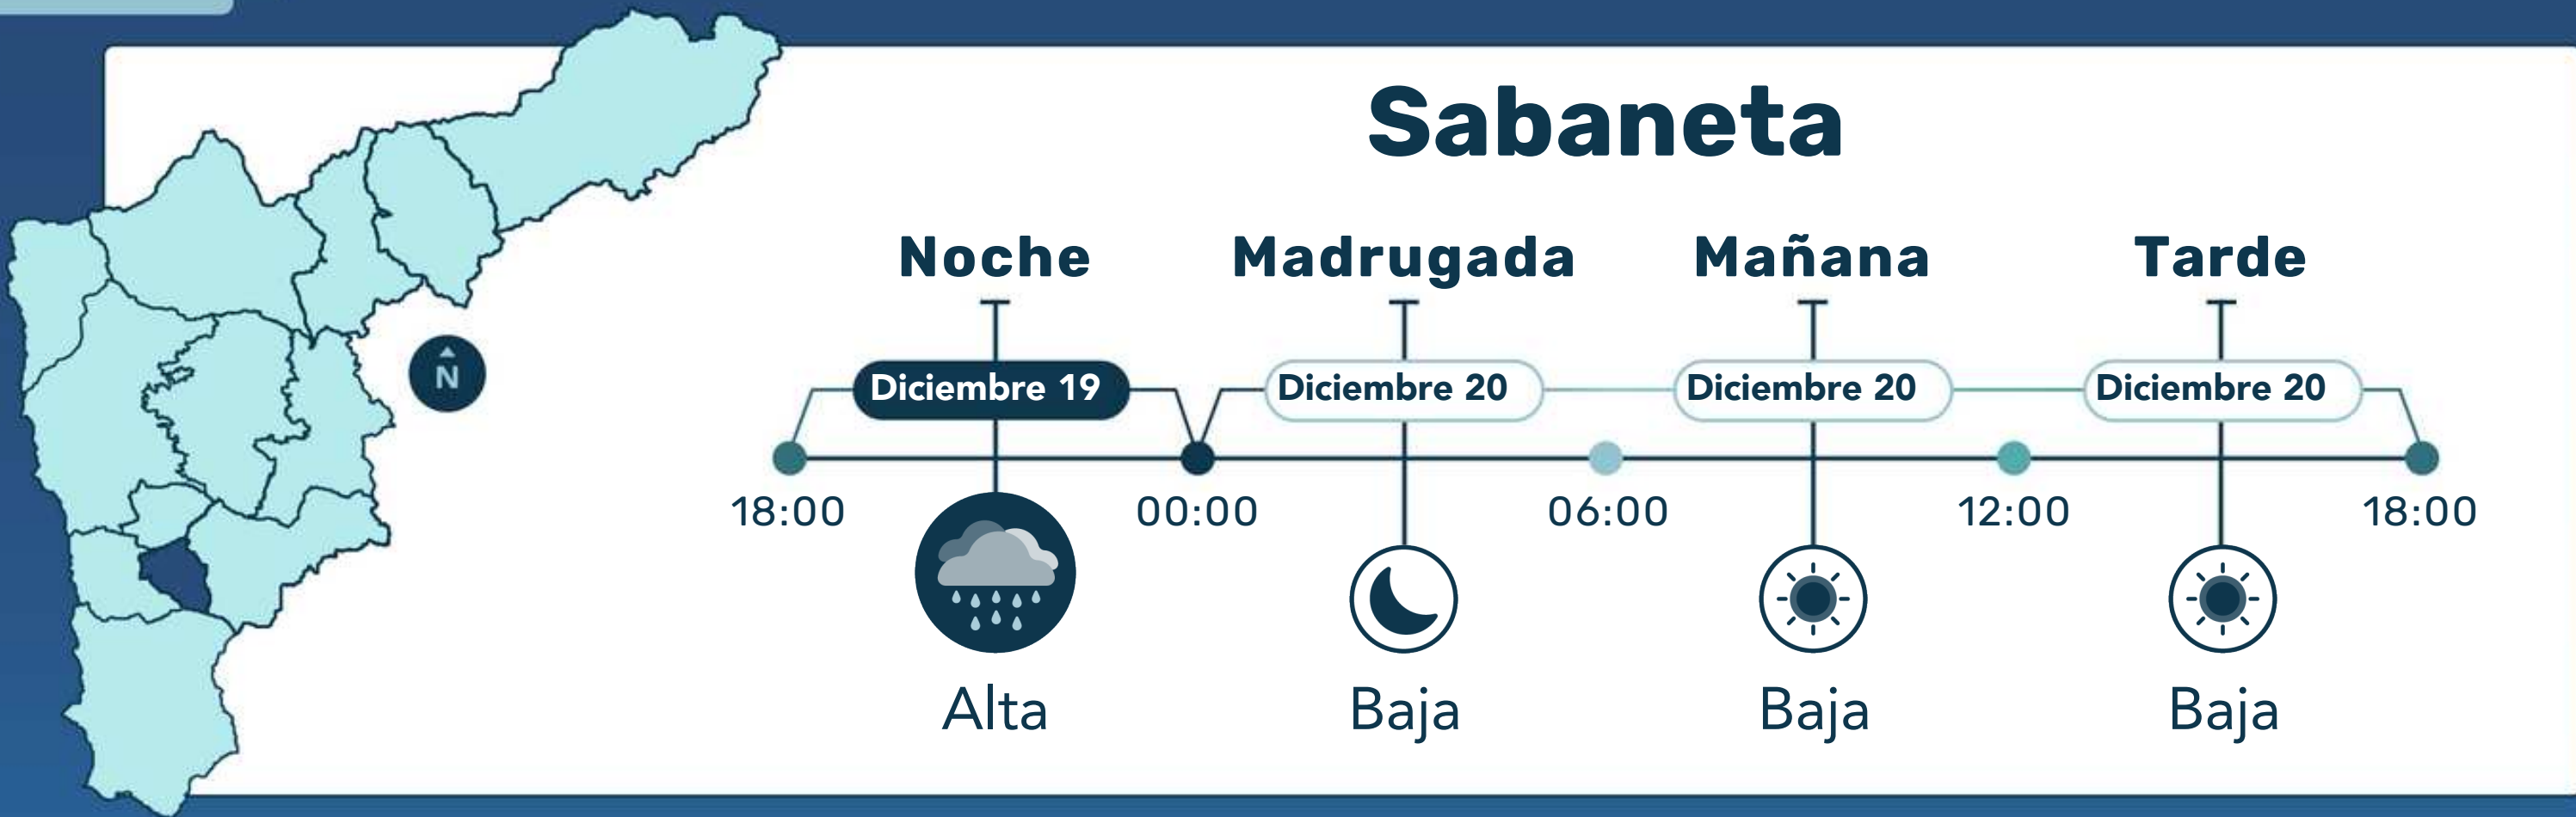 Sabaneta
Noche Madrugada Mañana Tarde
Diciembre 19 Diciembre 20 Diciembre 20 Diciembre 20
N
18:00 00:00 06:00 12:00 18:00
Alta Baja Baja Baja